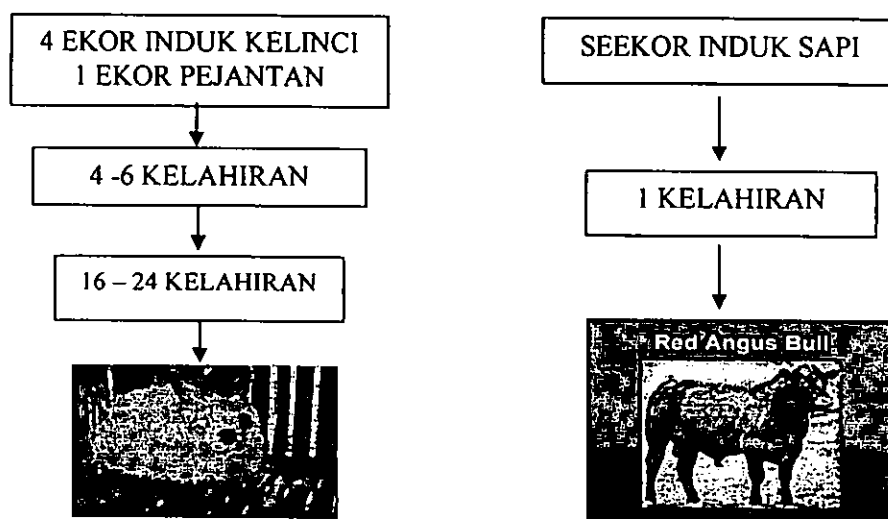 4 EKOR INDUK KELINCI
1 EKOR PEJANTAN
4 -6 KELAHIRAN
16 – 24 KELAHIRAN
SEEKOR INDUK SAPI
1 KELAHIRAN
Red Angus Bull